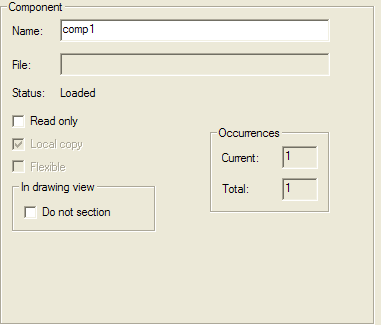 Component
Name: comp1
File:
Status: Loaded
Read only
Local copy
Flexible
Occurrences
Current: 1
Total: 1
In drawing view
Do not section